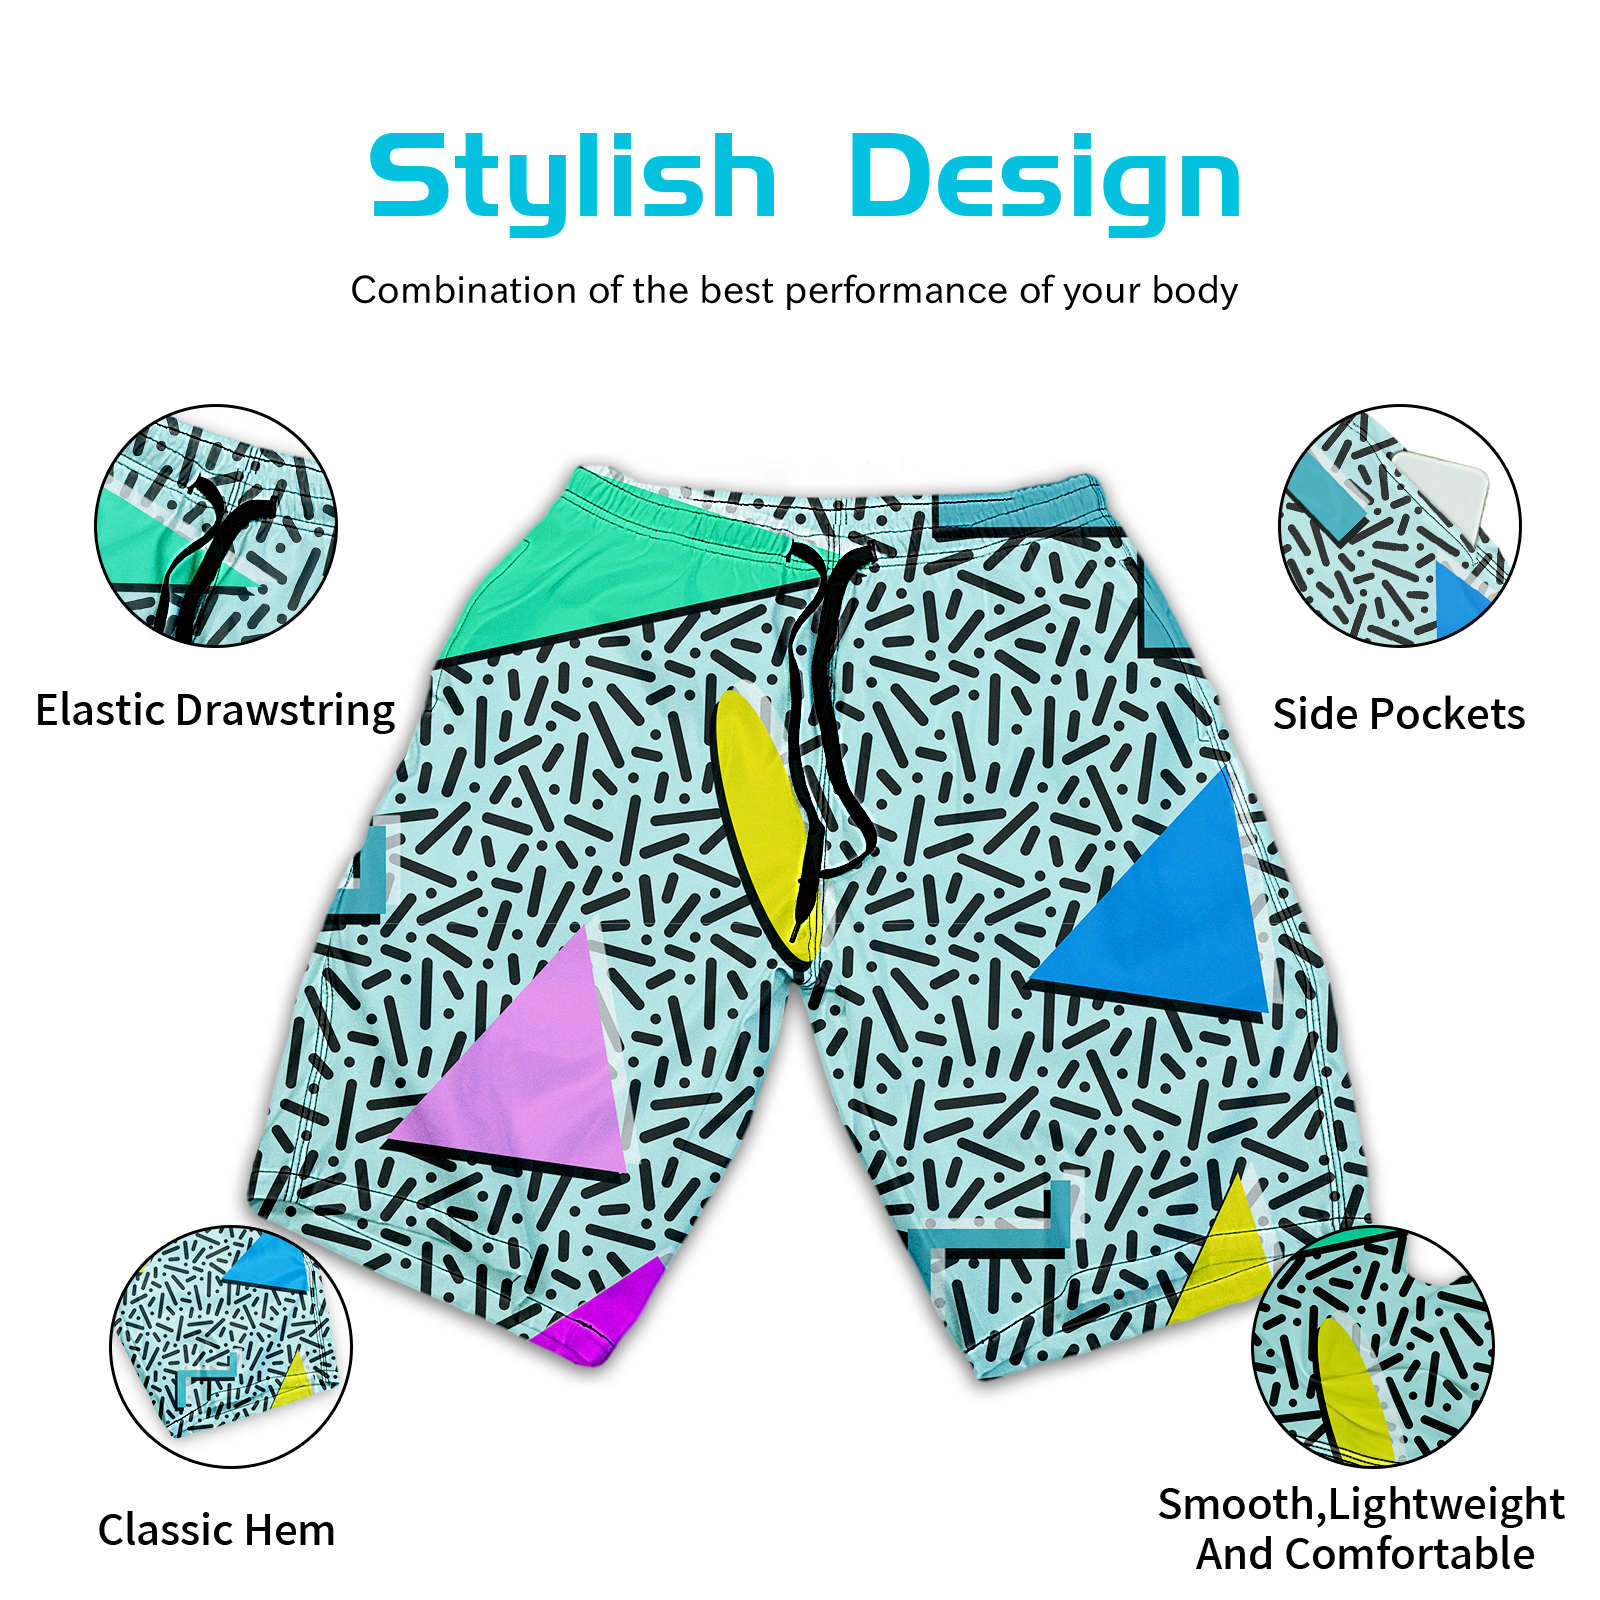 Stylish Design
Combination of the best performance of your body
Elastic Drawstring
Side Pockets
Classic Hem
Smooth,Lightweight
And Comfortable